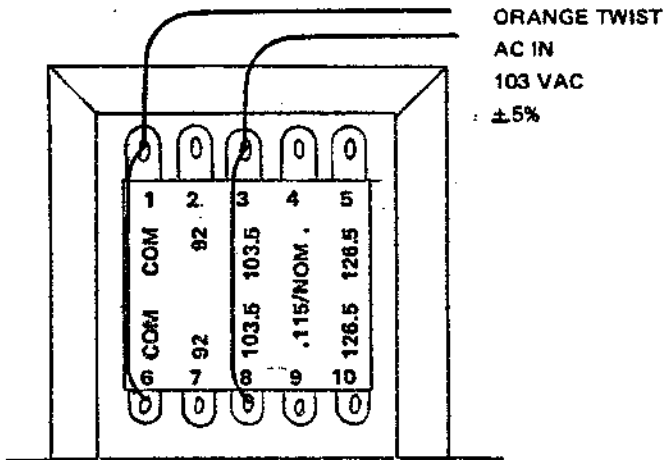 ORANGE TWIST
AC IN
103 VAC
±.5%
1 2. 3 4 5
COM 92 103.5 .115/NOM. 126.5
COM 92 103.5 126.5
6 7 8 9 10